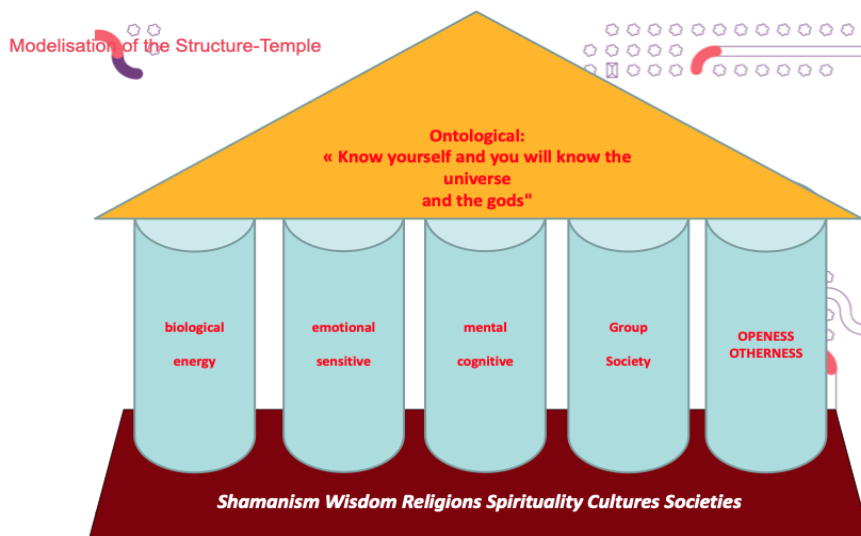 Modelisation of the Structure-Temple
Ontological:
« Know yourself and you will know the
universe
and the gods"
biological
energy
emotional
sensitive
mental
cognitive
Group
Society
OPENESS
OTHERNESS
Shamanism Wisdom Religions Spirituality Cultures Societies